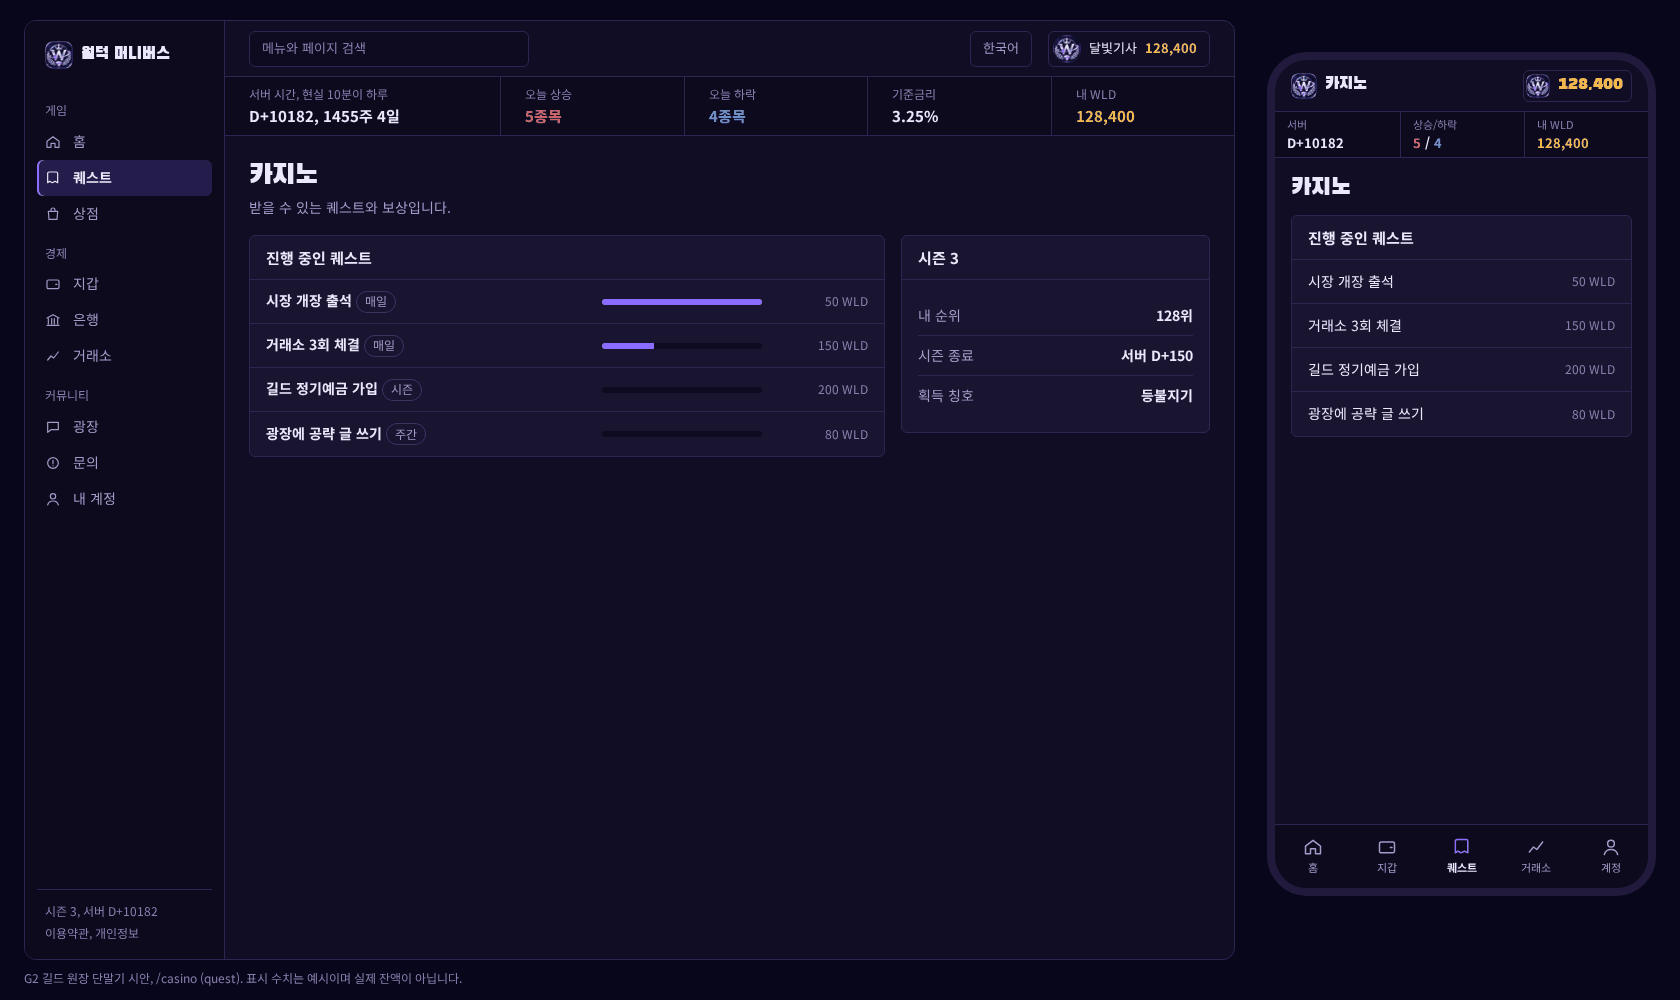 월덕 머니버스
게임
홈
퀘스트
상점
경제
지갑
은행
거래소
커뮤니티
광장
문의
내 계정
시즌 3, 서버 D+10182
이용약관, 개인정보
메뉴와 페이지 검색
한국어
달빛기사 128,400
서버 시간, 현실 10분이 하루
D+10182, 1455주 4일
오늘 상승
5종목
오늘 하락
4종목
기준금리
3.25%
내 WLD
128,400
카지노
받을 수 있는 퀘스트와 보상입니다.
진행 중인 퀘스트
시장 개장 출석 매일 50 WLD
거래소 3회 체결 매일 150 WLD
길드 정기예금 가입 시즌 200 WLD
광장에 공략 글 쓰기 주간 80 WLD
시즌 3
내 순위 128위
시즌 종료 서버 D+150
획득 칭호 등불지기
카지노 128,400
서버
D+10182
상승/하락
5 / 4
내 WLD
128,400
카지노
진행 중인 퀘스트
시장 개장 출석 50 WLD
거래소 3회 체결 150 WLD
길드 정기예금 가입 200 WLD
광장에 공략 글 쓰기 80 WLD
홈 지갑 퀘스트 거래소 계정
G2 길드 원장 단말기 시안, /casino (quest). 표시 수치는 예시이며 실제 잔액이 아닙니다.